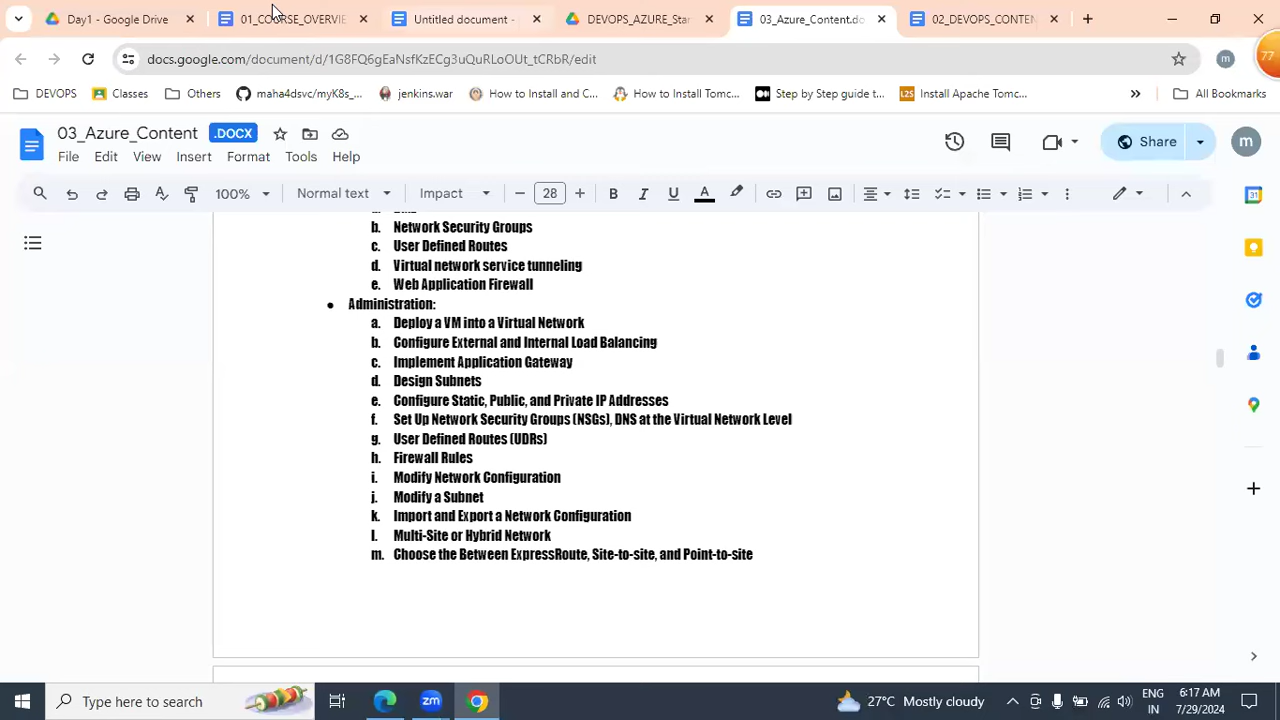 Day1 - Google Drive
01_COURSE_OVERVIE
Untitled document -
DEVOPS_AZURE_Star
03_Azure_Content.do
02_DEVOPS_CONTEN
docs.google.com/document/d/1G8FQ6gEaNsfKzECg3uQuRLoOUt_tCRbR/edit
m
77
DEVOPS
Classes
Others
maha4dsvc/myK8s_...
jenkins.war
How to Install and C...
How to Install Tomc...
Step by Step guide t...
Install Apache Tomc...
All Bookmarks
03_Azure_Content .DOCX
Share
m
File Edit View Insert Format Tools Help
100% Normal text Impact 28
b. Network Security Groups
c. User Defined Routes
d. Virtual network service tunneling
e. Web Application Firewall
● Administration:
a. Deploy a VM into a Virtual Network
b. Configure External and Internal Load Balancing
c. Implement Application Gateway
d. Design Subnets
e. Configure Static, Public, and Private IP Addresses
f. Set Up Network Security Groups (NSGs), DNS at the Virtual Network Level
g. User Defined Routes (UDRs)
h. Firewall Rules
i. Modify Network Configuration
j. Modify a Subnet
k. Import and Export a Network Configuration
l. Multi-Site or Hybrid Network
m. Choose the Between ExpressRoute, Site-to-site, and Point-to-site
Type here to search
zm
27°C Mostly cloudy
ENG
IN
6:17 AM
7/29/2024